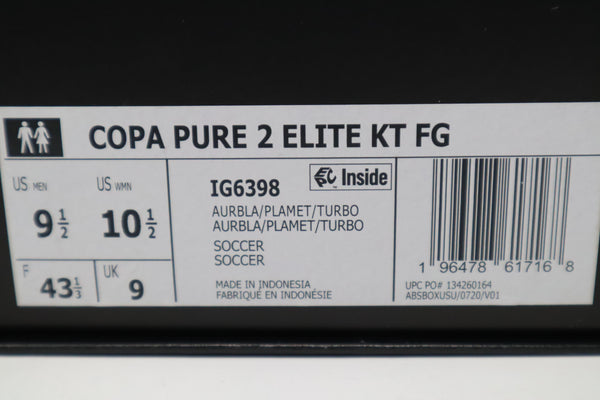 COPA PURE 2 ELITE KT FG
US MEN
9 1/2
US WMN
10 1/2
F
43 1/3
UK
9
IG6398
Inside
AURBLA/PLAMET/TURBO
AURBLA/PLAMET/TURBO
SOCCER
SOCCER
MADE IN INDONESIA
FABRIQUE EN INDONÉSIE
1 96478 61716 8
UPC PO# 134260164
ABSBOXUSU/0720/V01